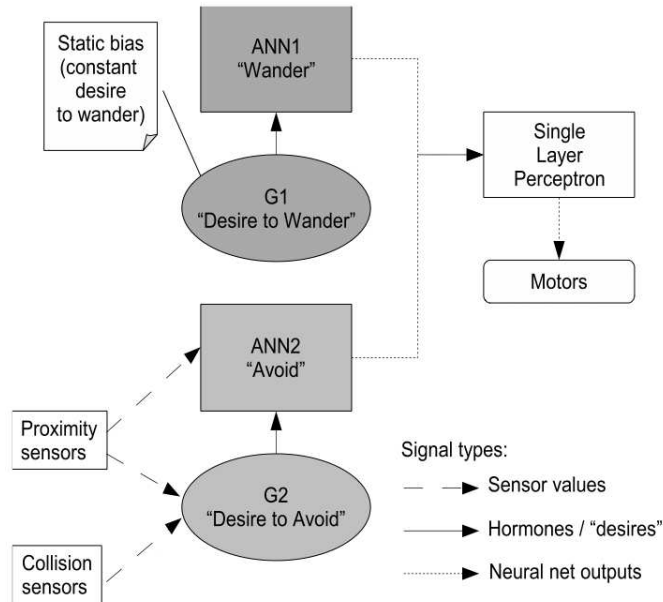 Static bias
(constant
desire
to wander)
ANN1
“Wander”
G1
“Desire to Wander”
Single
Layer
Perceptron
Motors
ANN2
“Avoid”
Proximity
sensors
G2
“Desire to Avoid”
Collision
sensors
Signal types:
Sensor values
Hormones / “desires”
Neural net outputs